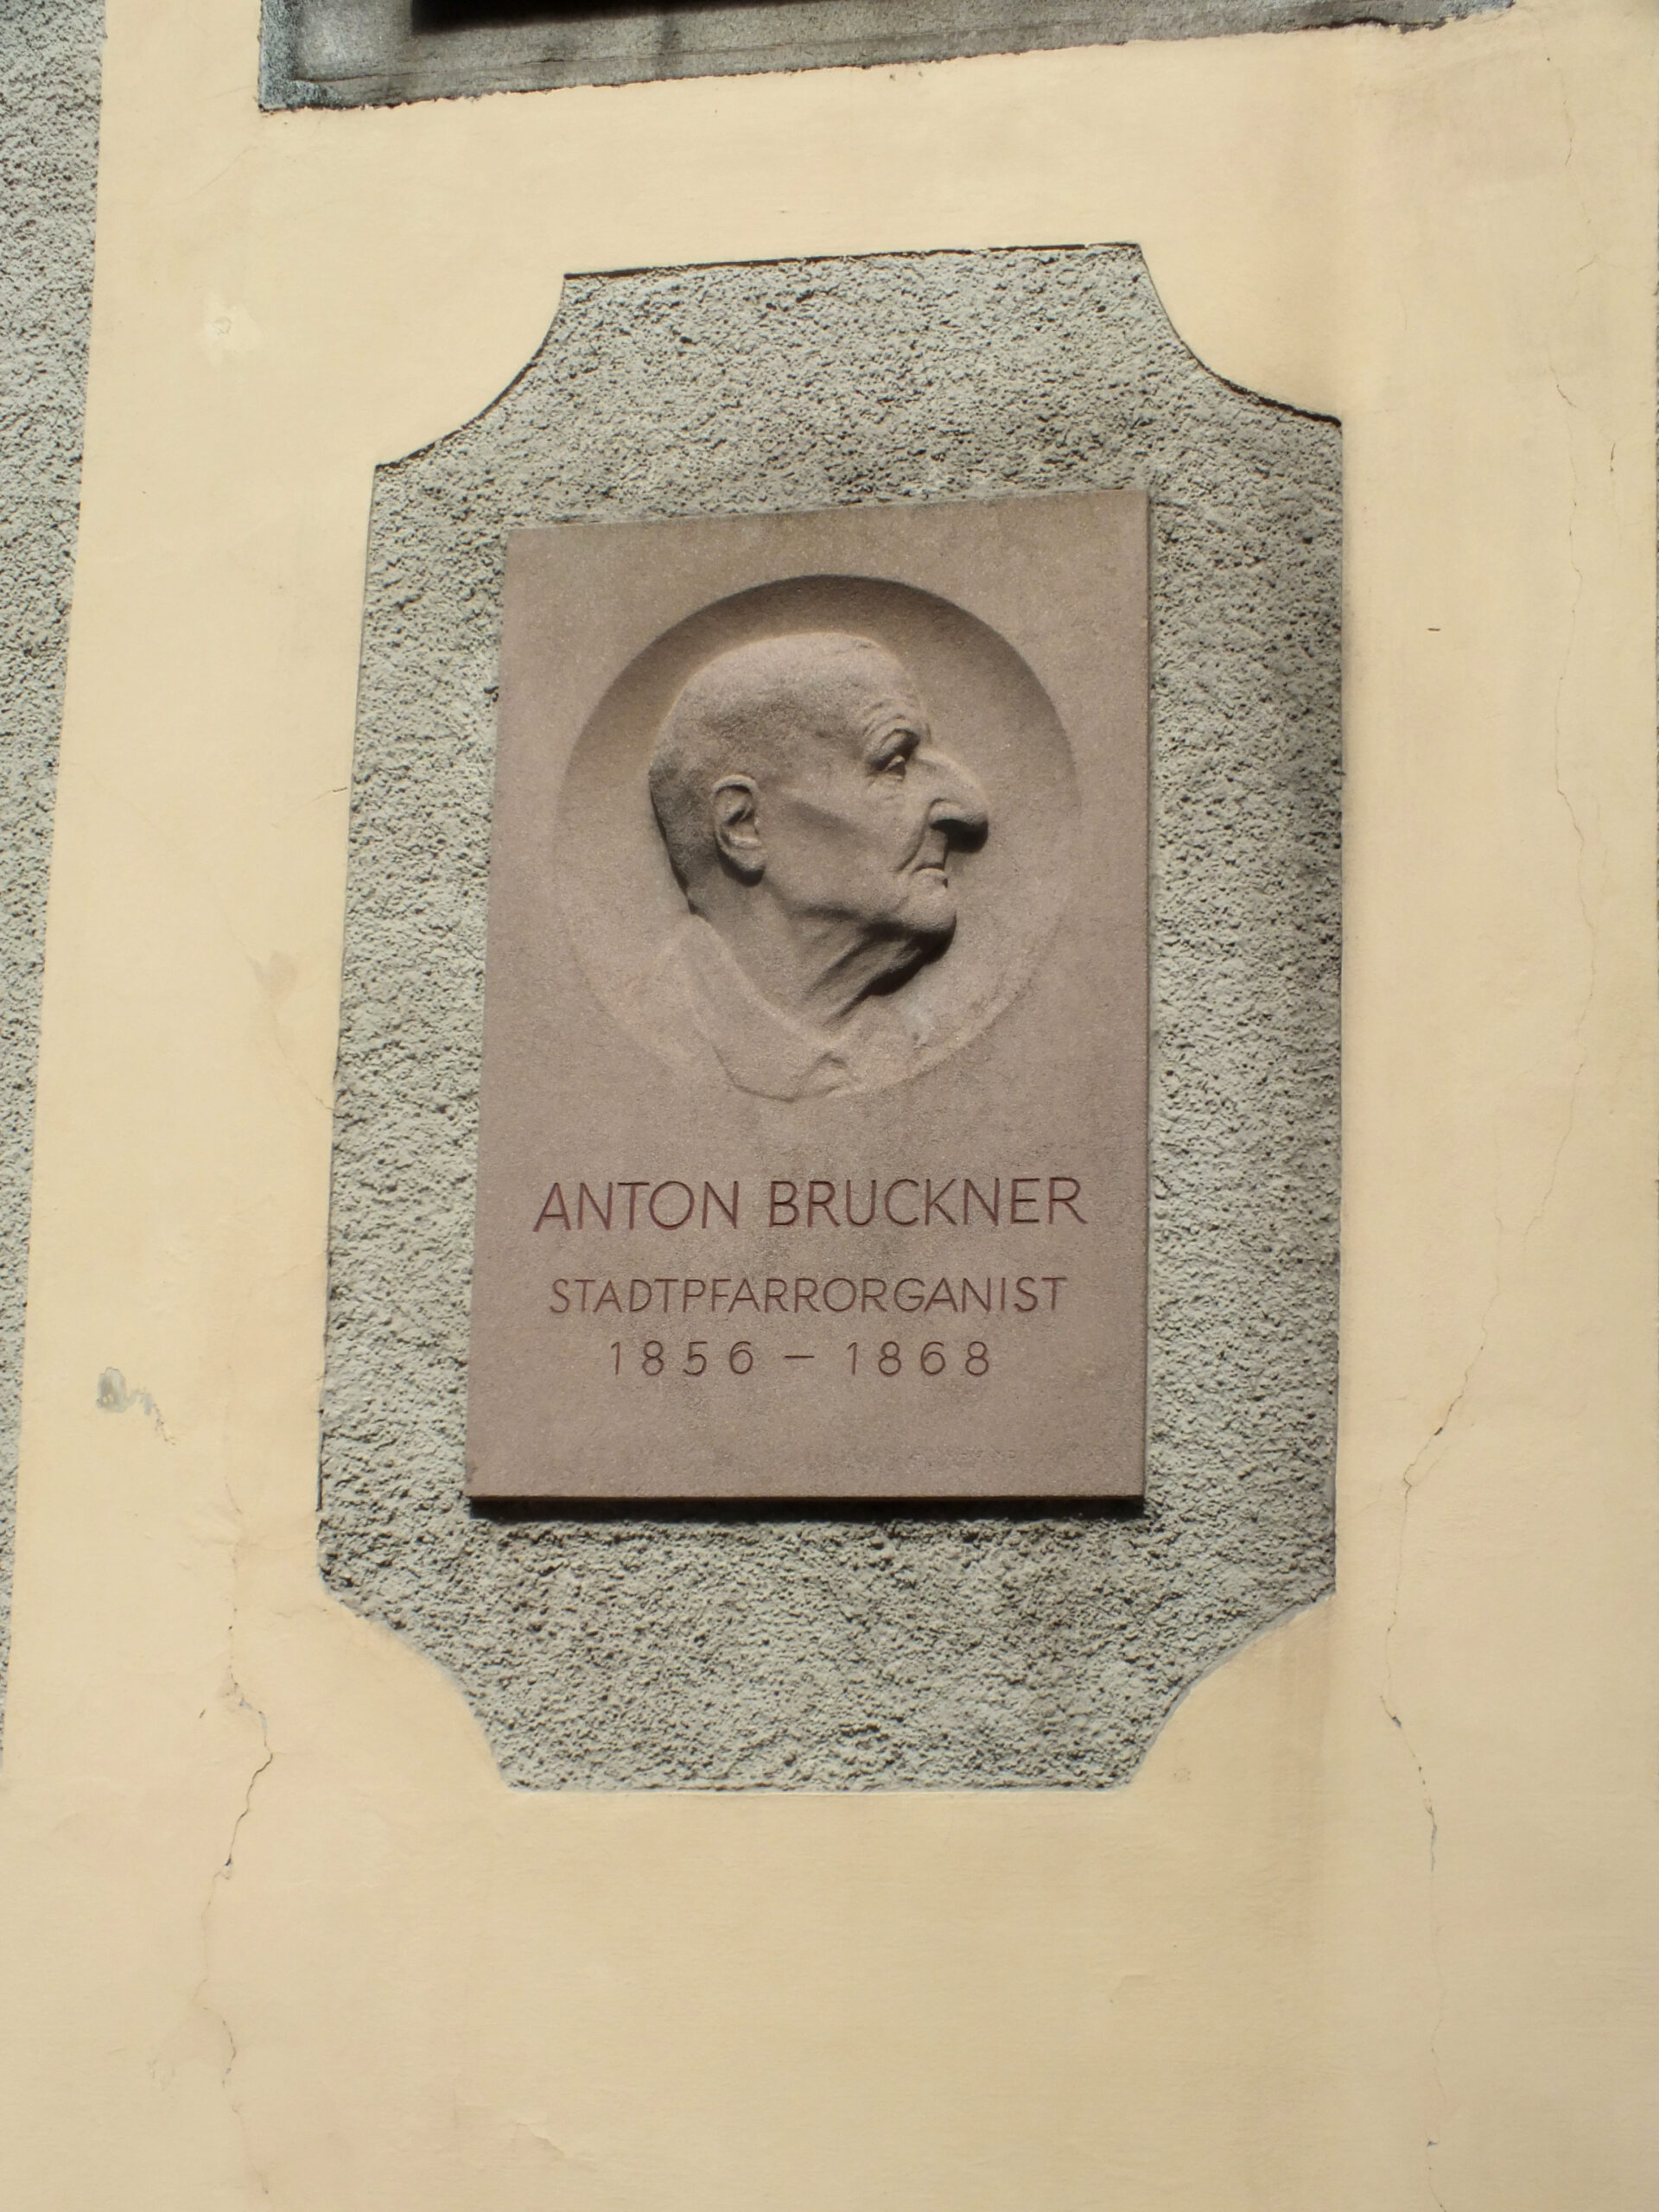 ANTON BRUCKNER
STADTPFARRORGANIST
1856 – 1868